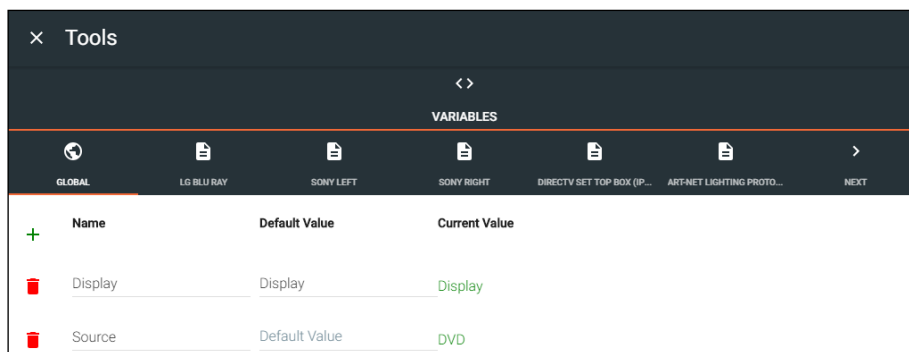 Tools
VARIABLES
GLOBAL LG BLU RAY SONY LEFT SONY RIGHT DIRECTV SET TOP BOX (IP... ART-NET LIGHTING PROTO... NEXT
Name Default Value Current Value
Display Display Display
Source Default Value DVD